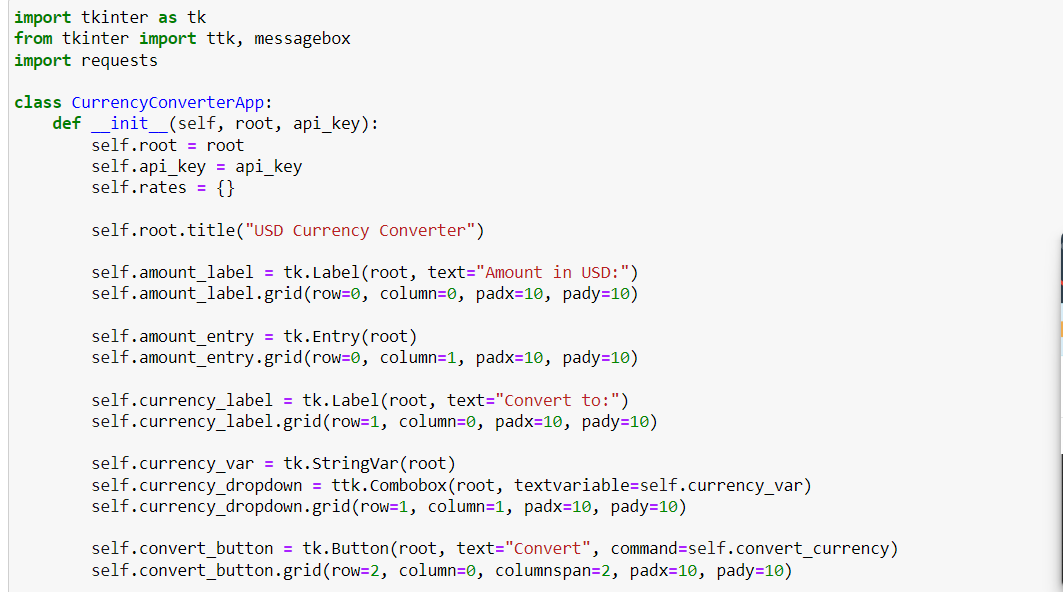 import tkinter as tk
from tkinter import ttk, messagebox
import requests

class CurrencyConverterApp:
    def __init__(self, root, api_key):
        self.root = root
        self.api_key = api_key
        self.rates = {}

        self.root.title("USD Currency Converter")

        self.amount_label = tk.Label(root, text="Amount in USD:")
        self.amount_label.grid(row=0, column=0, padx=10, pady=10)

        self.amount_entry = tk.Entry(root)
        self.amount_entry.grid(row=0, column=1, padx=10, pady=10)

        self.currency_label = tk.Label(root, text="Convert to:")
        self.currency_label.grid(row=1, column=0, padx=10, pady=10)

        self.currency_var = tk.StringVar(root)
        self.currency_dropdown = ttk.Combobox(root, textvariable=self.currency_var)
        self.currency_dropdown.grid(row=1, column=1, padx=10, pady=10)

        self.convert_button = tk.Button(root, text="Convert", command=self.convert_currency)
        self.convert_button.grid(row=2, column=0, columnspan=2, padx=10, pady=10)